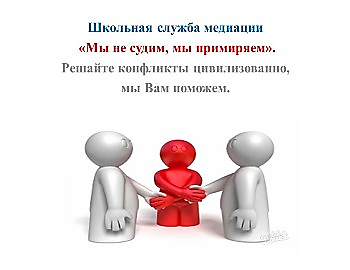 Школьная служба медиации
«Мы не судим, мы примиряем».
Решайте конфликты цивилизованно,
мы Вам поможем.